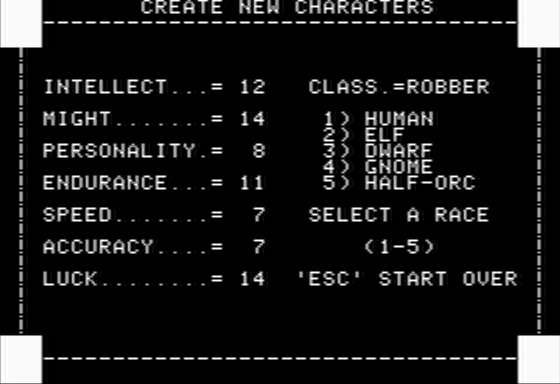 CREATE NEW CHARACTERS
INTELLECT...= 12 CLASS.=ROBBER
MIGHT.......= 14 1) HUMAN
2) ELF
PERSONALITY.= 8 3) DWARF
4) GNOME
ENDURANCE...= 11 5) HALF-ORC
SPEED.......= 7 SELECT A RACE
ACCURACY....= 7 (1-5)
LUCK........= 14 'ESC' START OVER